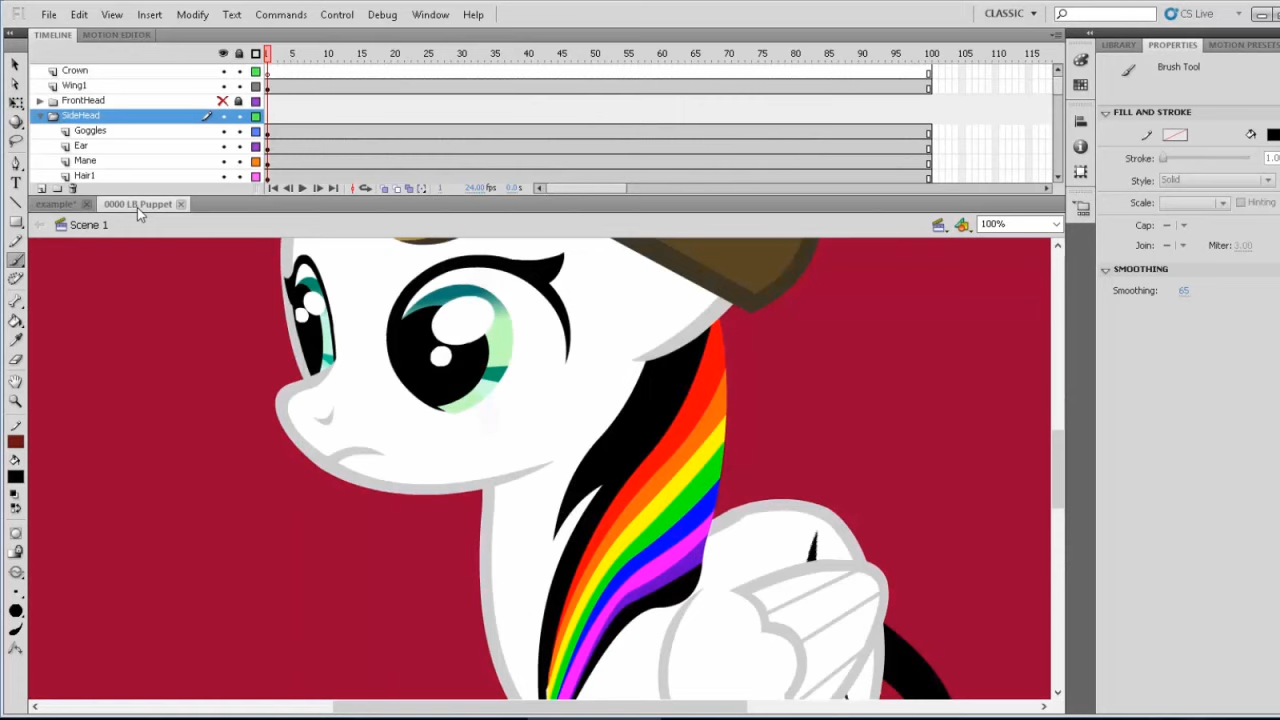 Fl File Edit View Insert Modify Text Commands Control Debug Window Help CLASSIC CS Live
TIMELINE MOTION EDITOR
5 10 15 20 25 30 35 40 45 50 55 60 65 70 75 80 85 90 95 100 105 110 115
Crown
Wing1
FrontHead
SideHead
Goggles
Ear
Mane
Hair1
1 24.00fps 0.0s
example* 0000 LB Puppet
Scene 1 100%
LIBRARY PROPERTIES MOTION PRESETS
Brush Tool
FILL AND STROKE
Stroke: 1.0
Style: Solid
Scale: Hinting
Cap:
Join: Miter: 3.00
SMOOTHING
Smoothing: 65